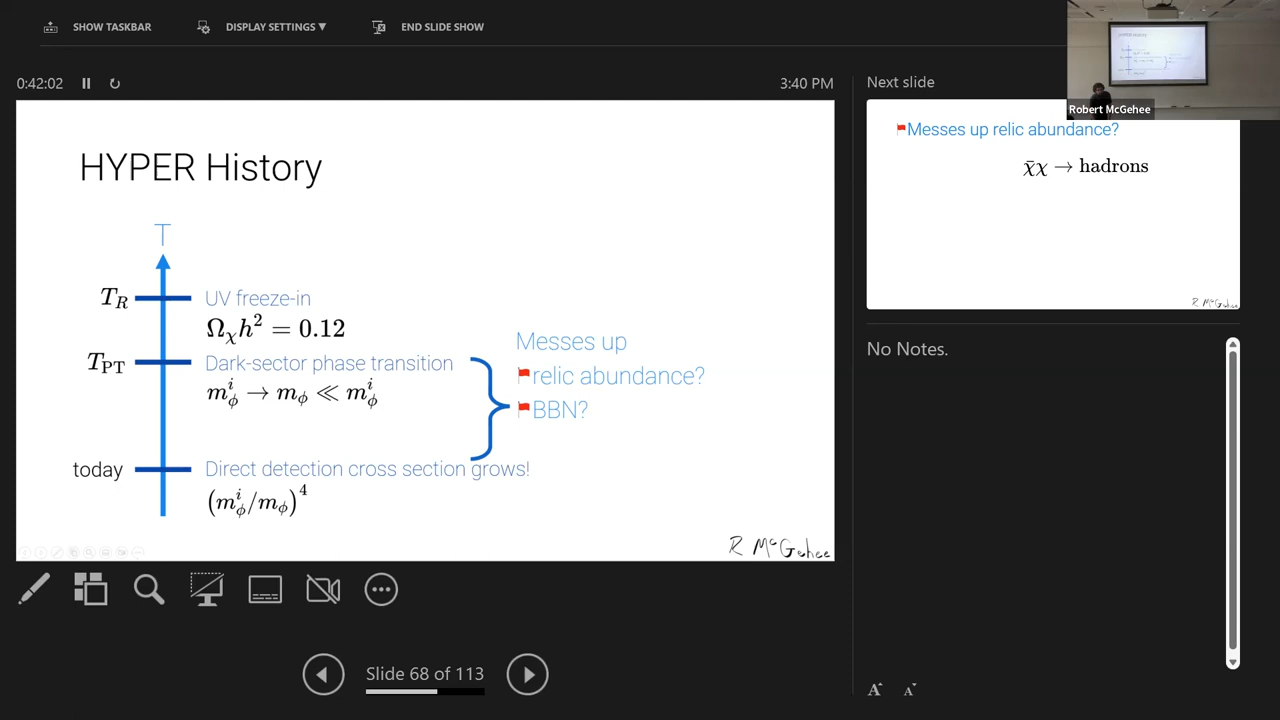 SHOW TASKBAR
DISPLAY SETTINGS ▼
END SLIDE SHOW
0:42:02
3:40 PM
HYPER History
T
T_R
UV freeze-in
Ω_χ h² = 0.12
T_PT
Dark-sector phase transition
m_ϕ^i → m_ϕ ≪ m_ϕ^i
Messes up
relic abundance?
BBN?
today
Direct detection cross section grows!
(m_ϕ^i/m_ϕ)^4
R McGehee
Slide 68 of 113
Next slide
Robert McGehee
Messes up relic abundance?
χ̄χ → hadrons
R McGehee
No Notes.
A A